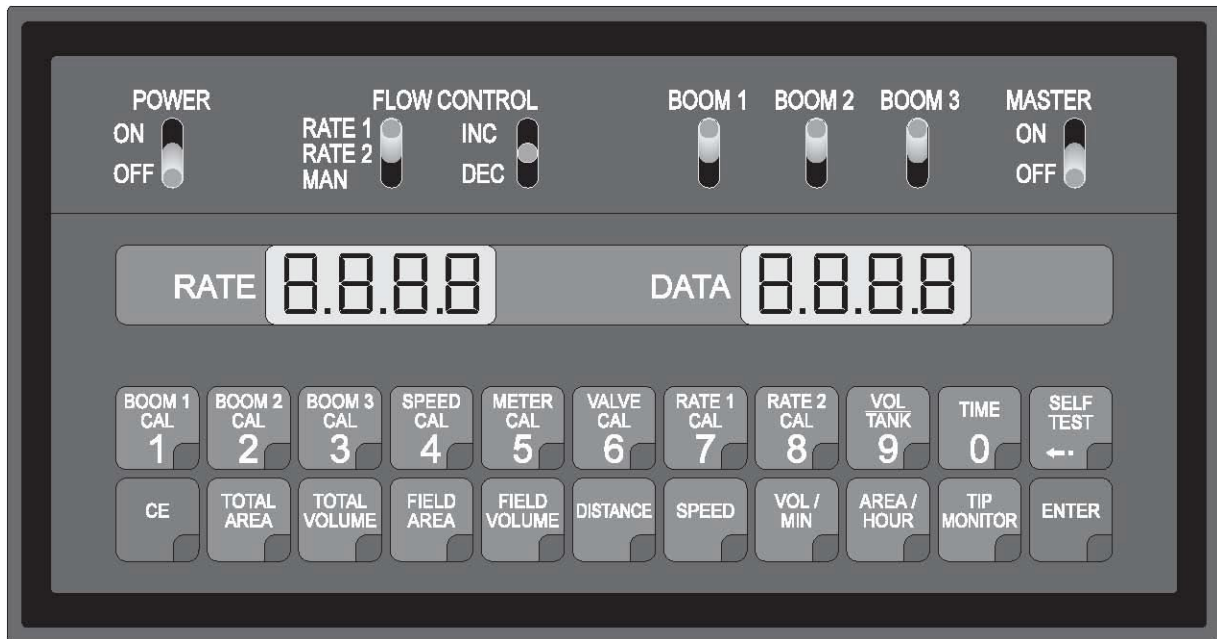 POWER
ON
OFF
FLOW CONTROL
RATE 1
RATE 2
MAN
INC
DEC
BOOM 1
BOOM 2
BOOM 3
MASTER
ON
OFF
RATE 8.8.8.8
DATA 8.8.8.8
BOOM 1
CAL
1
BOOM 2
CAL
2
BOOM 3
CAL
3
SPEED
CAL
4
METER
CAL
5
VALVE
CAL
6
RATE 1
CAL
7
RATE 2
CAL
8
VOL
TANK
9
TIME
0
SELF
TEST
←·
CE
TOTAL
AREA
TOTAL
VOLUME
FIELD
AREA
FIELD
VOLUME
DISTANCE
SPEED
VOL /
MIN
AREA /
HOUR
TIP
MONITOR
ENTER